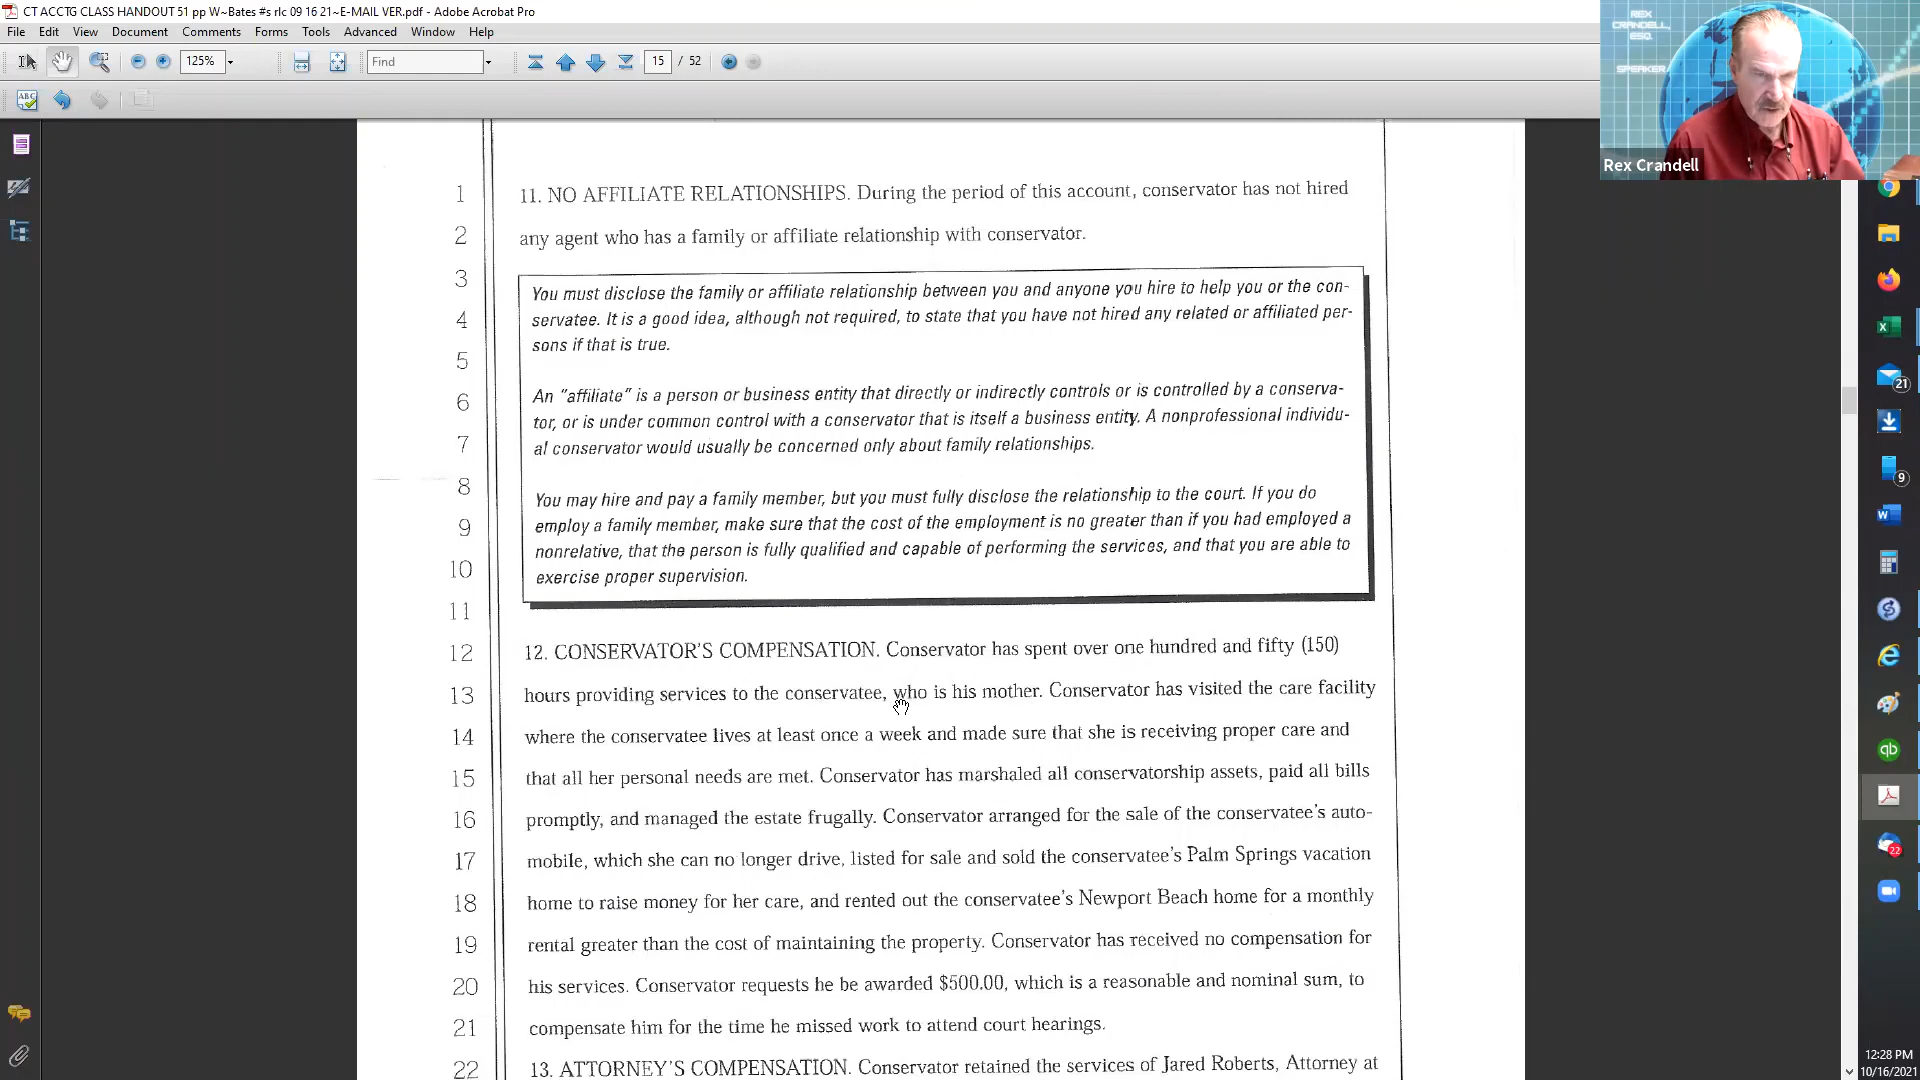 CT ACCTG CLASS HANDOUT 51 pp W~Bates #s rlc 09 16 21~E-MAIL VER.pdf - Adobe Acrobat Pro
File Edit View Document Comments Forms Tools Advanced Window Help
125% Find 15 / 52
ABC
REX
CRANDELL,
ESQ.
SPEAKER
Rex Crandell
1 11. NO AFFILIATE RELATIONSHIPS. During the period of this account, conservator has not hired
2 any agent who has a family or affiliate relationship with conservator.
3 You must disclose the family or affiliate relationship between you and anyone you hire to help you or the con-
4 servatee. It is a good idea, although not required, to state that you have not hired any related or affiliated per-
5 sons if that is true.
6 An “affiliate” is a person or business entity that directly or indirectly controls or is controlled by a conserva-
tor, or is under common control with a conservator that is itself a business entity. A nonprofessional individu-
7 al conservator would usually be concerned only about family relationships.
8 You may hire and pay a family member, but you must fully disclose the relationship to the court. If you do
9 employ a family member, make sure that the cost of the employment is no greater than if you had employed a
nonrelative, that the person is fully qualified and capable of performing the services, and that you are able to
10 exercise proper supervision.
11
12 12. CONSERVATOR'S COMPENSATION. Conservator has spent over one hundred and fifty (150)
13 hours providing services to the conservatee, who is his mother. Conservator has visited the care facility
14 where the conservatee lives at least once a week and made sure that she is receiving proper care and
15 that all her personal needs are met. Conservator has marshaled all conservatorship assets, paid all bills
16 promptly, and managed the estate frugally. Conservator arranged for the sale of the conservatee's auto-
17 mobile, which she can no longer drive, listed for sale and sold the conservatee's Palm Springs vacation
18 home to raise money for her care, and rented out the conservatee's Newport Beach home for a monthly
19 rental greater than the cost of maintaining the property. Conservator has received no compensation for
20 his services. Conservator requests he be awarded $500.00, which is a reasonable and nominal sum, to
21 compensate him for the time he missed work to attend court hearings.
22 13. ATTORNEY'S COMPENSATION. Conservator retained the services of Jared Roberts, Attorney at
21
9
qb
22
12:28 PM
10/16/2021